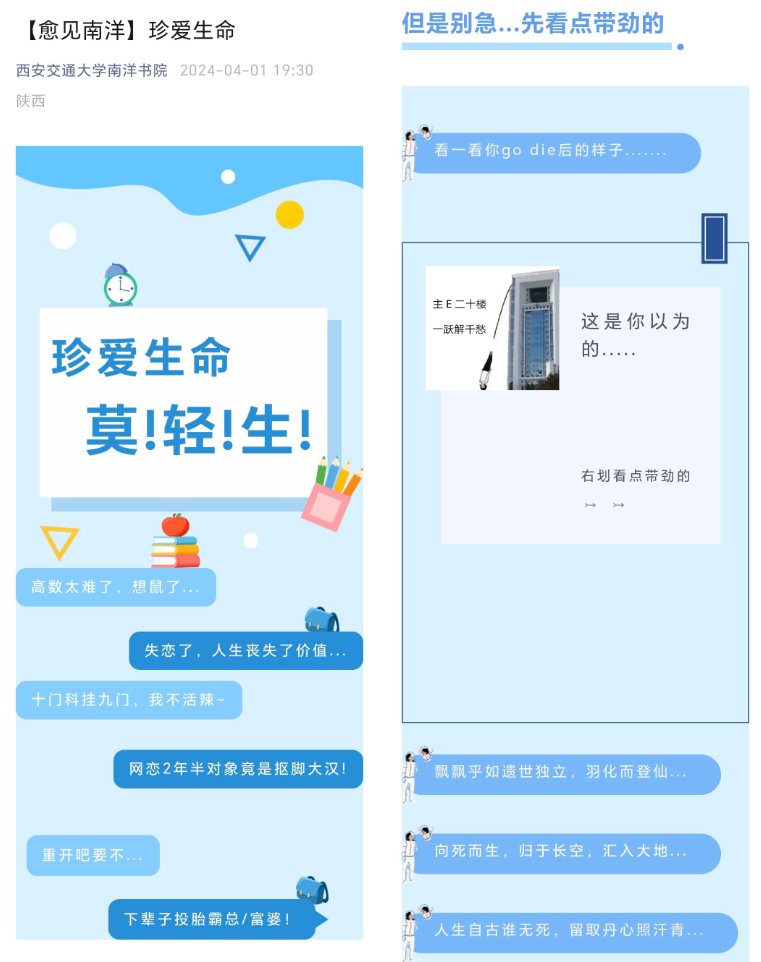 【愈见南洋】珍爱生命
西安交通大学南洋书院 2024-04-01 19:30
陕西
珍爱生命
莫!轻!生!
高数太难了，想鼠了...
失恋了，人生丧失了价值...
十门科挂九门，我不活辣~
网恋2年半对象竟是抠脚大汉!
重开吧要不...
下辈子投胎霸总/富婆!
但是别急...先看点带劲的
看一看你go die后的样子.......
主E二十楼
一跃解千愁
这是你以为
的.....
右划看点带劲的
飘飘乎如遗世独立，羽化而登仙...
向死而生，归于长空，汇入大地...
人生自古谁无死，留取丹心照汗青...